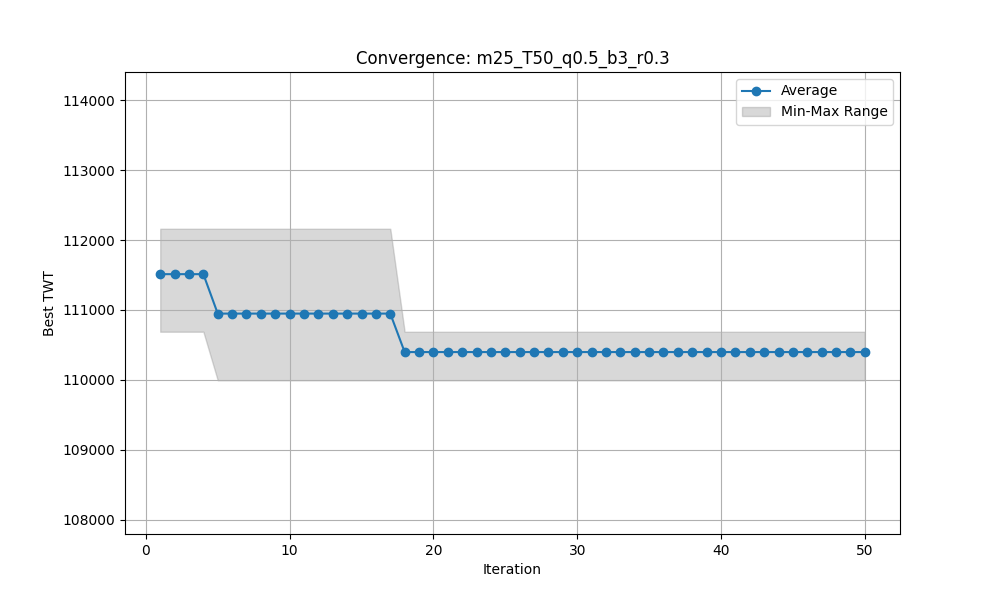 Convergence: m25_T50_q0.5_b3_r0.3
Average
Min-Max Range
114000
113000
112000
111000
110000
109000
108000
Best TWT
0 10 20 30 40 50
Iteration